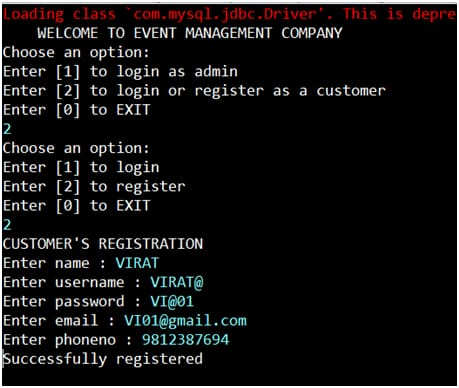 Loading class `com.mysql.jdbc.Driver'. This is depre
WELCOME TO EVENT MANAGEMENT COMPANY
Choose an option:
Enter [1] to login as admin
Enter [2] to login or register as a customer
Enter [0] to EXIT
2
Choose an option:
Enter [1] to login
Enter [2] to register
Enter [0] to EXIT
2
CUSTOMER'S REGISTRATION
Enter name : VIRAT
Enter username : VIRAT@
Enter password : VI@01
Enter email : VI01@gmail.com
Enter phoneno : 9812387694
Successfully registered